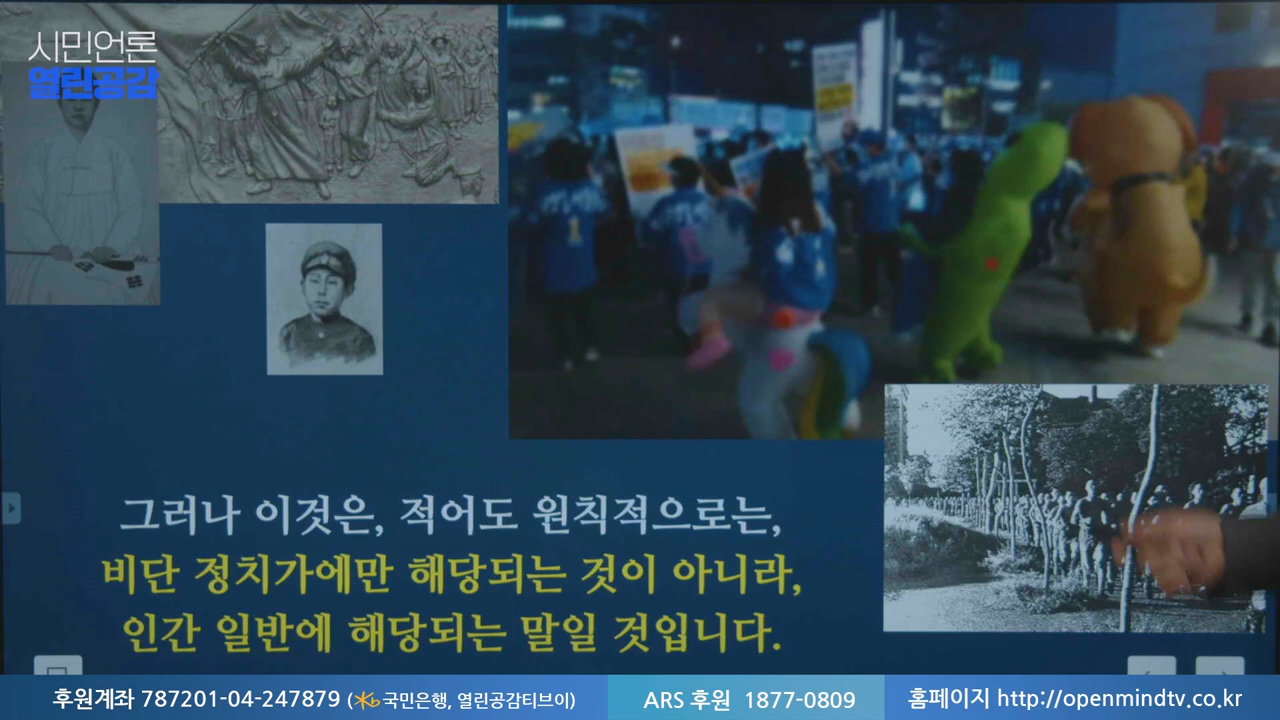 시민언론
열린공감
그러나 이것은, 적어도 원칙적으로는,
비단 정치가에만 해당되는 것이 아니라,
인간 일반에 해당되는 말일 것입니다.
후원계좌 787201-04-247879 (국민은행, 열린공감티브이) ARS 후원 1877-0809 홈페이지 http://openmindtv.co.kr